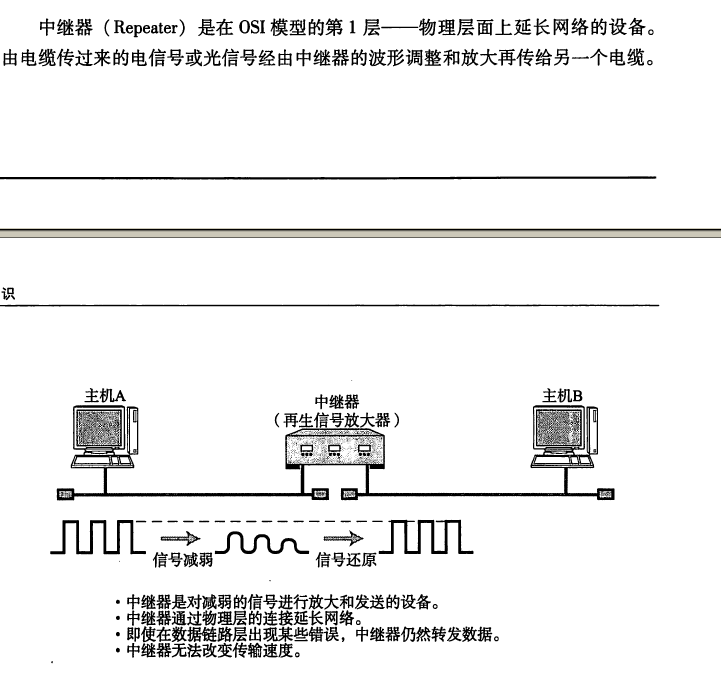 中继器（Repeater）是在 OSI 模型的第 1 层——物理层面上延长网络的设备。
由电缆传过来的电信号或光信号经由中继器的波形调整和放大再传给另一个电缆。
识
主机A
中继器
（再生信号放大器）
主机B
信号减弱
信号还原
・中继器是对减弱的信号进行放大和发送的设备。
・中继器通过物理层的连接延长网络。
・即使在数据链路层出现某些错误，中继器仍然转发数据。
・中继器无法改变传输速度。